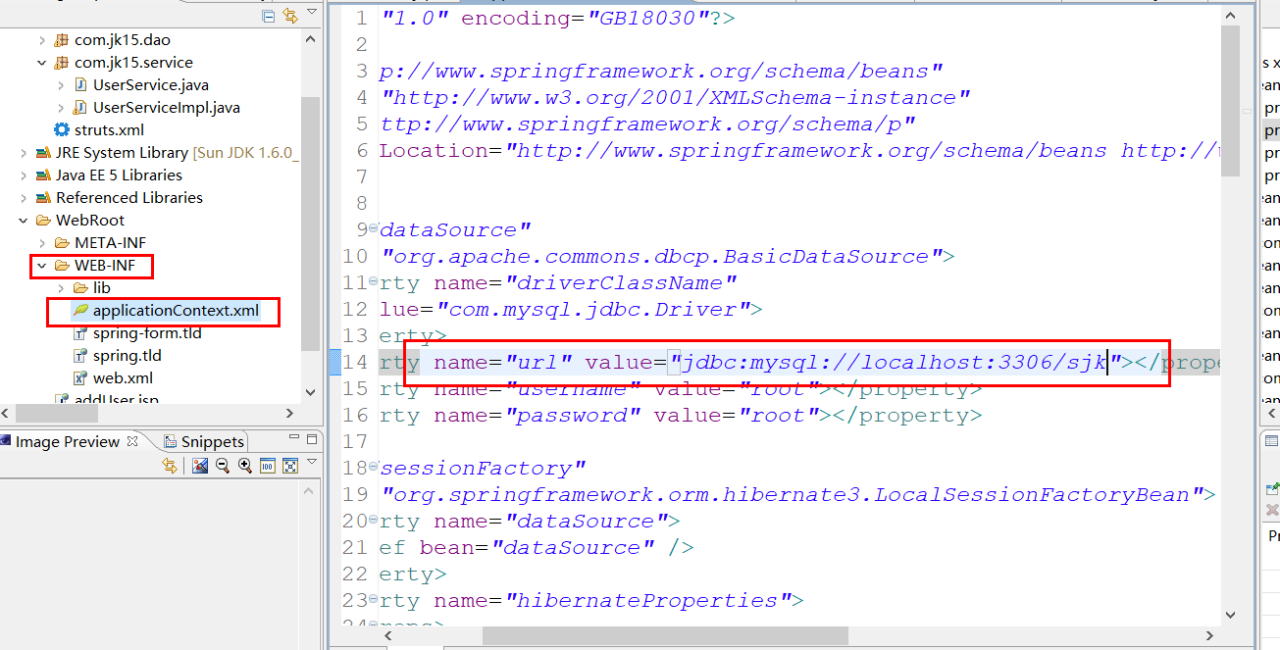 com.jk15.dao
com.jk15.service
UserService.java
UserServiceImpl.java
struts.xml
JRE System Library [Sun JDK 1.6.0_
Java EE 5 Libraries
Referenced Libraries
WebRoot
META-INF
WEB-INF
lib
applicationContext.xml
spring-form.tld
spring.tld
web.xml
addUser.jsp
Image Preview
Snippets
1 "1.0" encoding="GB18030"?>
2
3 p://www.springframework.org/schema/beans"
4 "http://www.w3.org/2001/XMLSchema-instance"
5 ttp://www.springframework.org/schema/p"
6 Location="http://www.springframework.org/schema/beans http://
7
8
9 dataSource"
10 "org.apache.commons.dbcp.BasicDataSource">
11 rty name="driverClassName"
12 lue="com.mysql.jdbc.Driver">
13 erty>
14 rty name="url" value="jdbc:mysql://localhost:3306/sjk"></prope
15 rty name="username" value="root"></property>
16 rty name="password" value="root"></property>
17
18 sessionFactory"
19 "org.springframework.orm.hibernate3.LocalSessionFactoryBean">
20 rty name="dataSource">
21 ef bean="dataSource" />
22 erty>
23 rty name="hibernateProperties">
24